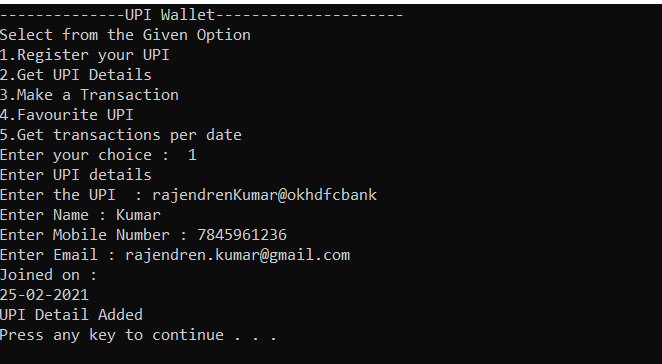 --------------UPI Wallet---------------------
Select from the Given Option
1.Register your UPI
2.Get UPI Details
3.Make a Transaction
4.Favourite UPI
5.Get transactions per date
Enter your choice :  1
Enter UPI details
Enter the UPI  : rajendrenKumar@okhdfcbank
Enter Name : Kumar
Enter Mobile Number : 7845961236
Enter Email : rajendren.kumar@gmail.com
Joined on :
25-02-2021
UPI Detail Added
Press any key to continue . . .